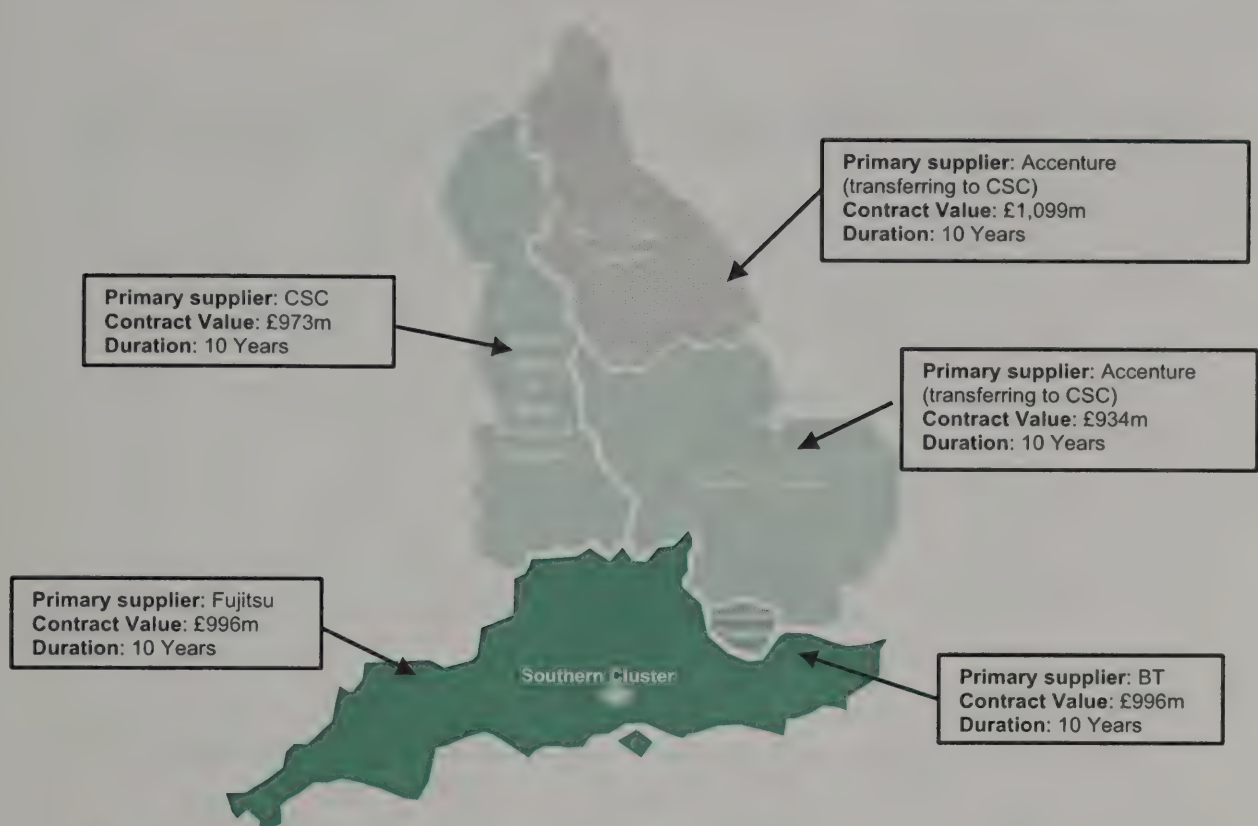 Primary supplier: Accenture
(transferring to CSC)
Contract Value: £1,099m
Duration: 10 Years
Primary supplier: CSC
Contract Value: £973m
Duration: 10 Years
Primary supplier: Accenture
(transferring to CSC)
Contract Value: £934m
Duration: 10 Years
Primary supplier: Fujitsu
Contract Value: £996m
Duration: 10 Years
Southern Cluster
Primary supplier: BT
Contract Value: £996m
Duration: 10 Years